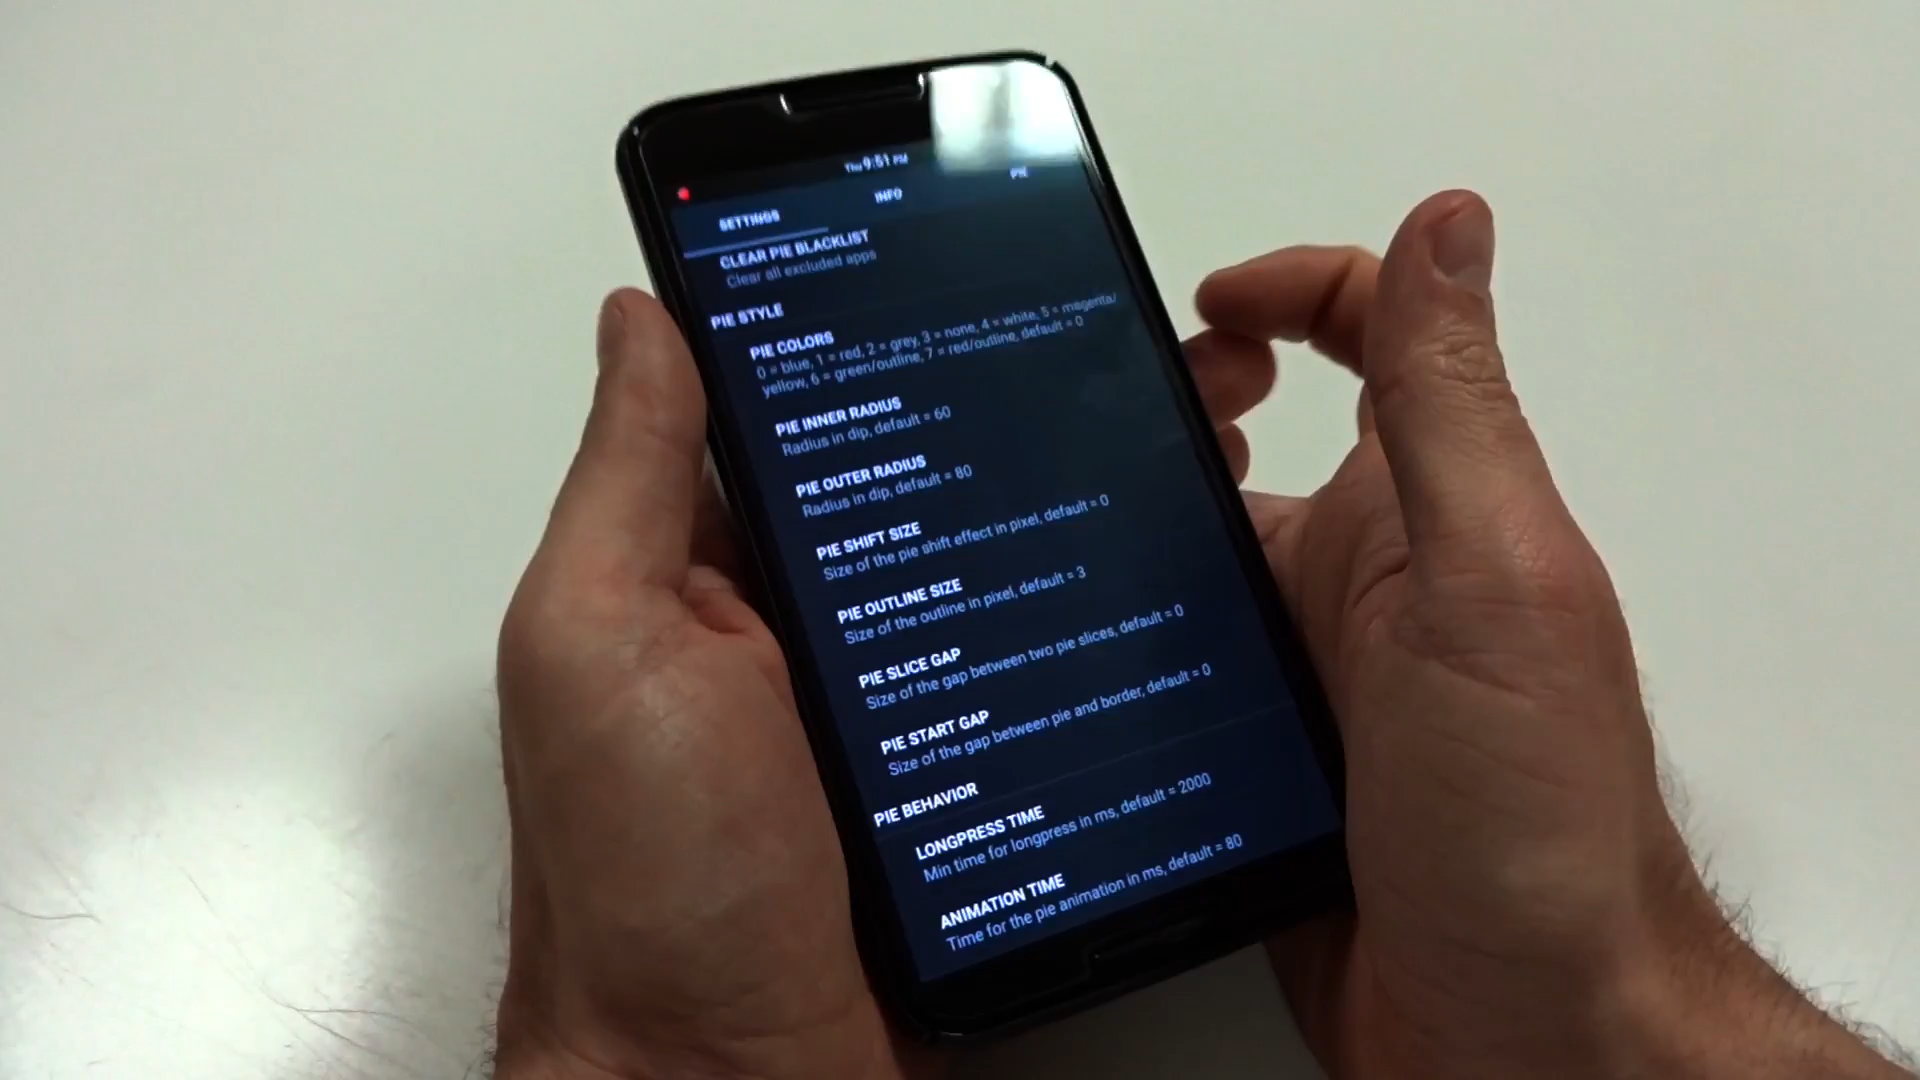 Thu 9:51 PM
SETTINGS
INFO
PIE
CLEAR PIE BLACKLIST
Clear all excluded apps
PIE STYLE
PIE COLORS
0 = blue, 1 = red, 2 = grey, 3 = none, 4 = white, 5 = magenta/
yellow, 6 = green/outline, 7 = red/outline, default = 0
PIE INNER RADIUS
Radius in dip, default = 60
PIE OUTER RADIUS
Radius in dip, default = 80
PIE SHIFT SIZE
Size of the pie shift effect in pixel, default = 0
PIE OUTLINE SIZE
Size of the outline in pixel, default = 3
PIE SLICE GAP
Size of the gap between two pie slices, default = 0
PIE START GAP
Size of the gap between pie and border, default = 0
PIE BEHAVIOR
LONGPRESS TIME
Min time for longpress in ms, default = 2000
ANIMATION TIME
Time for the pie animation in ms, default = 80